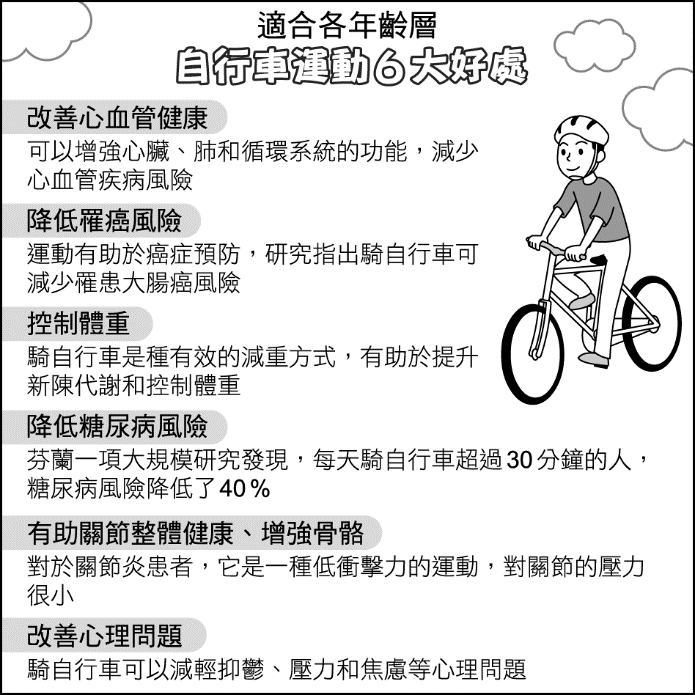 適合各年齡層
自行車運動6大好處
改善心血管健康
可以增強心臟、肺和循環系統的功能，減少
心血管疾病風險
降低罹癌風險
運動有助於癌症預防，研究指出騎自行車可
減少罹患大腸癌風險
控制體重
騎自行車是種有效的減重方式，有助於提升
新陳代謝和控制體重
降低糖尿病風險
芬蘭一項大規模研究發現，每天騎自行車超過30分鐘的人，
糖尿病風險降低了40%
有助關節整體健康、增強骨骼
對於關節炎患者，它是一種低衝擊力的運動，對關節的壓力
很小
改善心理問題
騎自行車可以減輕抑鬱、壓力和焦慮等心理問題